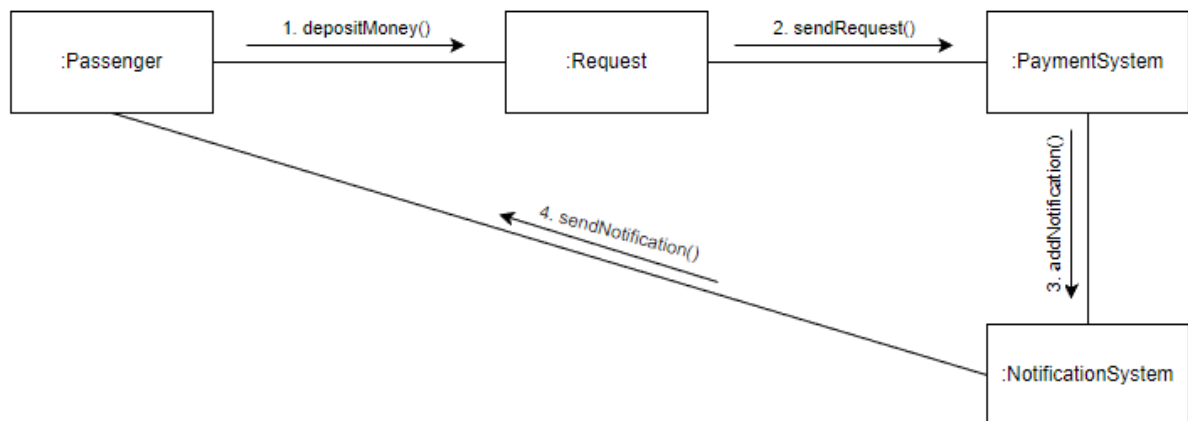 1. depositMoney()
2. sendRequest()
:Passenger
:Request
:PaymentSystem
3. addNotification()
4. sendNotification()
:NotificationSystem